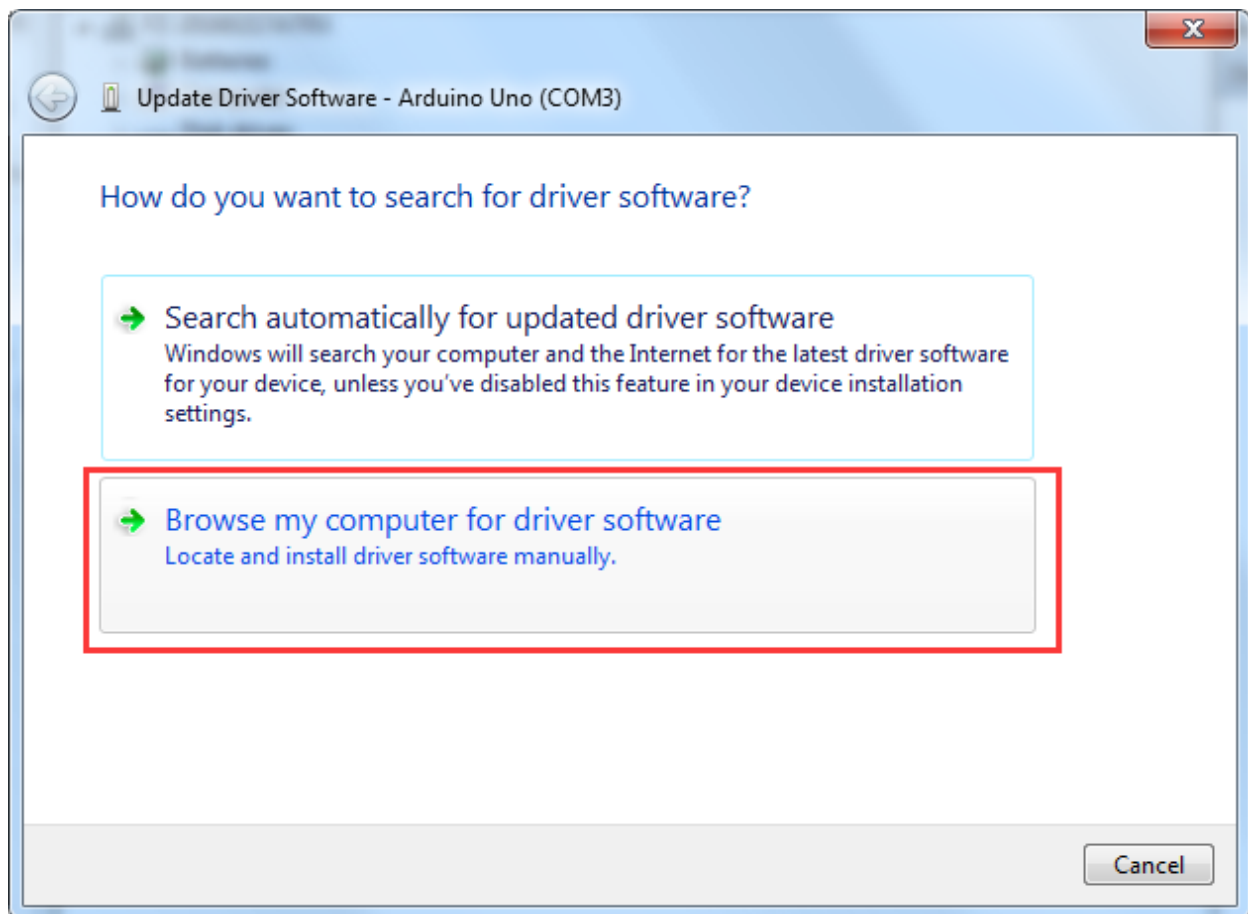 Update Driver Software - Arduino Uno (COM3)
How do you want to search for driver software?
Search automatically for updated driver software
Windows will search your computer and the Internet for the latest driver software
for your device, unless you've disabled this feature in your device installation
settings.
Browse my computer for driver software
Locate and install driver software manually.
Cancel